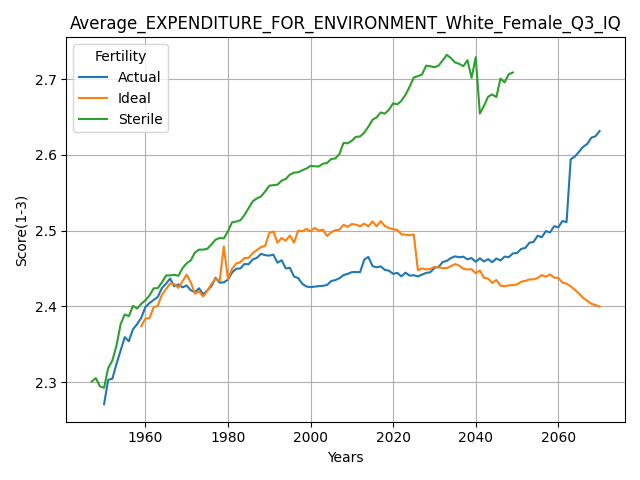 Average_EXPENDITURE_FOR_ENVIRONMENT_White_Female_Q3_IQ
Fertility
Actual
Ideal
Sterile
Score(1-3)
2.7
2.6
2.5
2.4
2.3
1960
1980
2000
2020
2040
2060
Years